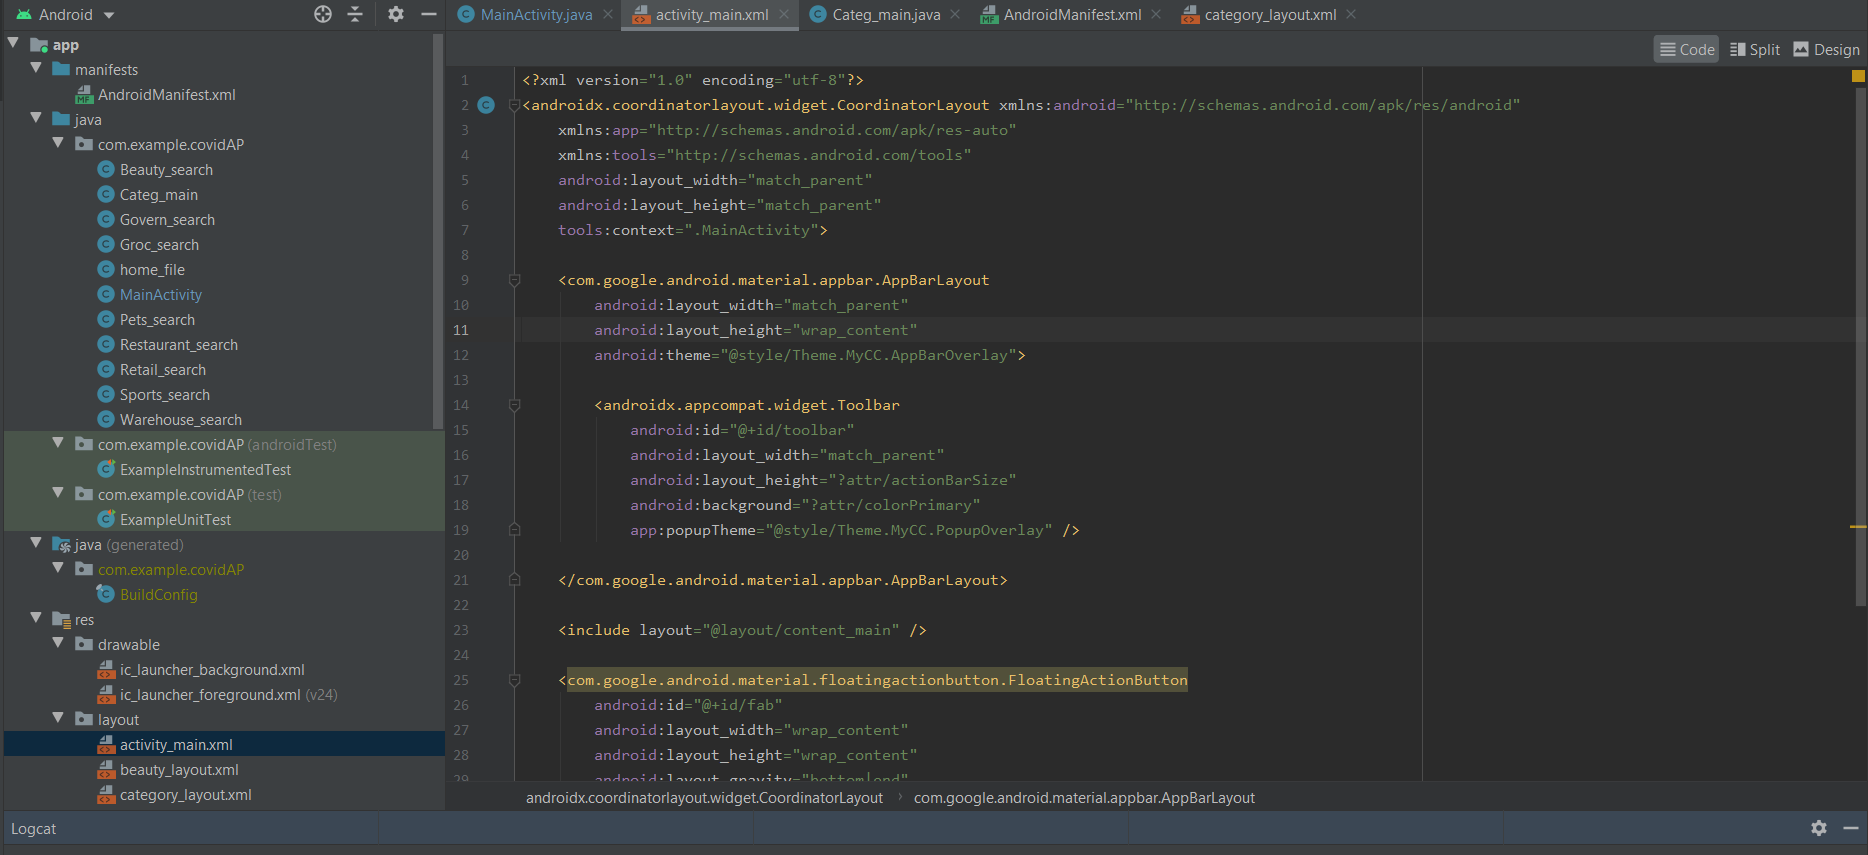 Android
MainActivity.java
activity_main.xml
Categ_main.java
AndroidManifest.xml
category_layout.xml
Code
Split
Design
app
manifests
AndroidManifest.xml
java
com.example.covidAP
Beauty_search
Categ_main
Govern_search
Groc_search
home_file
MainActivity
Pets_search
Restaurant_search
Retail_search
Sports_search
Warehouse_search
com.example.covidAP (androidTest)
ExampleInstrumentedTest
com.example.covidAP (test)
ExampleUnitTest
java (generated)
com.example.covidAP
BuildConfig
res
drawable
ic_launcher_background.xml
ic_launcher_foreground.xml (v24)
layout
activity_main.xml
beauty_layout.xml
category_layout.xml
1 <?xml version="1.0" encoding="utf-8"?>
2 <androidx.coordinatorlayout.widget.CoordinatorLayout xmlns:android="http://schemas.android.com/apk/res/android"
3 xmlns:app="http://schemas.android.com/apk/res-auto"
4 xmlns:tools="http://schemas.android.com/tools"
5 android:layout_width="match_parent"
6 android:layout_height="match_parent"
7 tools:context=".MainActivity">
8
9 <com.google.android.material.appbar.AppBarLayout
10 android:layout_width="match_parent"
11 android:layout_height="wrap_content"
12 android:theme="@style/Theme.MyCC.AppBarOverlay">
13
14 <androidx.appcompat.widget.Toolbar
15 android:id="@+id/toolbar"
16 android:layout_width="match_parent"
17 android:layout_height="?attr/actionBarSize"
18 android:background="?attr/colorPrimary"
19 app:popupTheme="@style/Theme.MyCC.PopupOverlay" />
20
21 </com.google.android.material.appbar.AppBarLayout>
22
23 <include layout="@layout/content_main" />
24
25 <com.google.android.material.floatingactionbutton.FloatingActionButton
26 android:id="@+id/fab"
27 android:layout_width="wrap_content"
28 android:layout_height="wrap_content"
29 android:layout_gravity="bottom|end"
androidx.coordinatorlayout.widget.CoordinatorLayout › com.google.android.material.appbar.AppBarLayout
Logcat